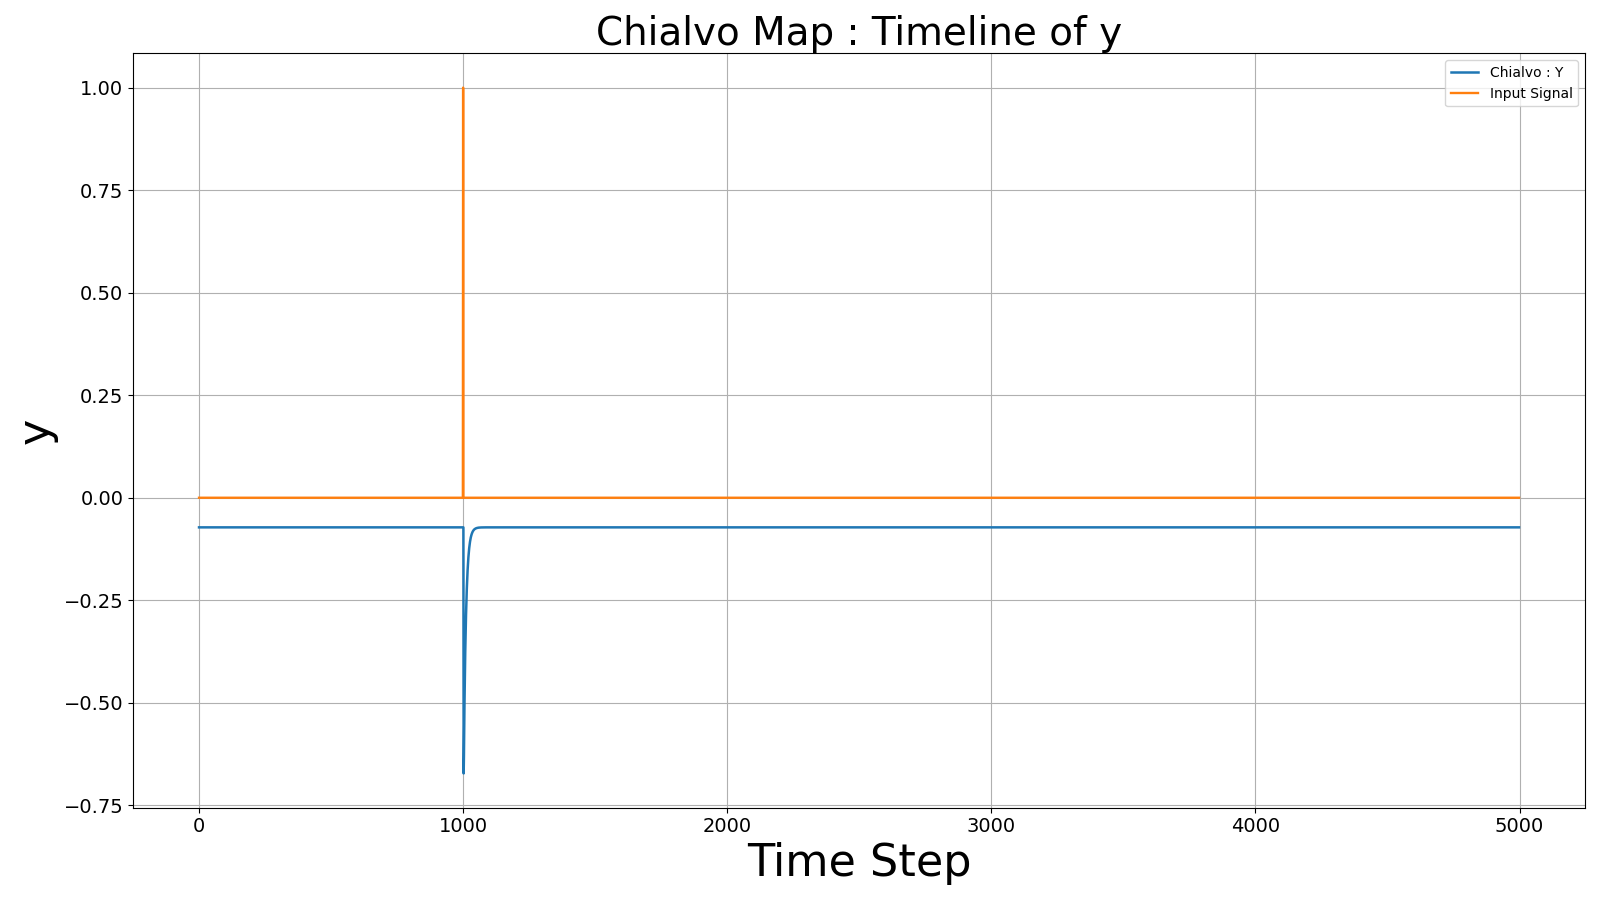 Chialvo Map : Timeline of y
Chialvo : Y
Input Signal
1.00
0.75
0.50
0.25
0.00
−0.25
−0.50
−0.75
y
0 1000 2000 3000 4000 5000
Time Step